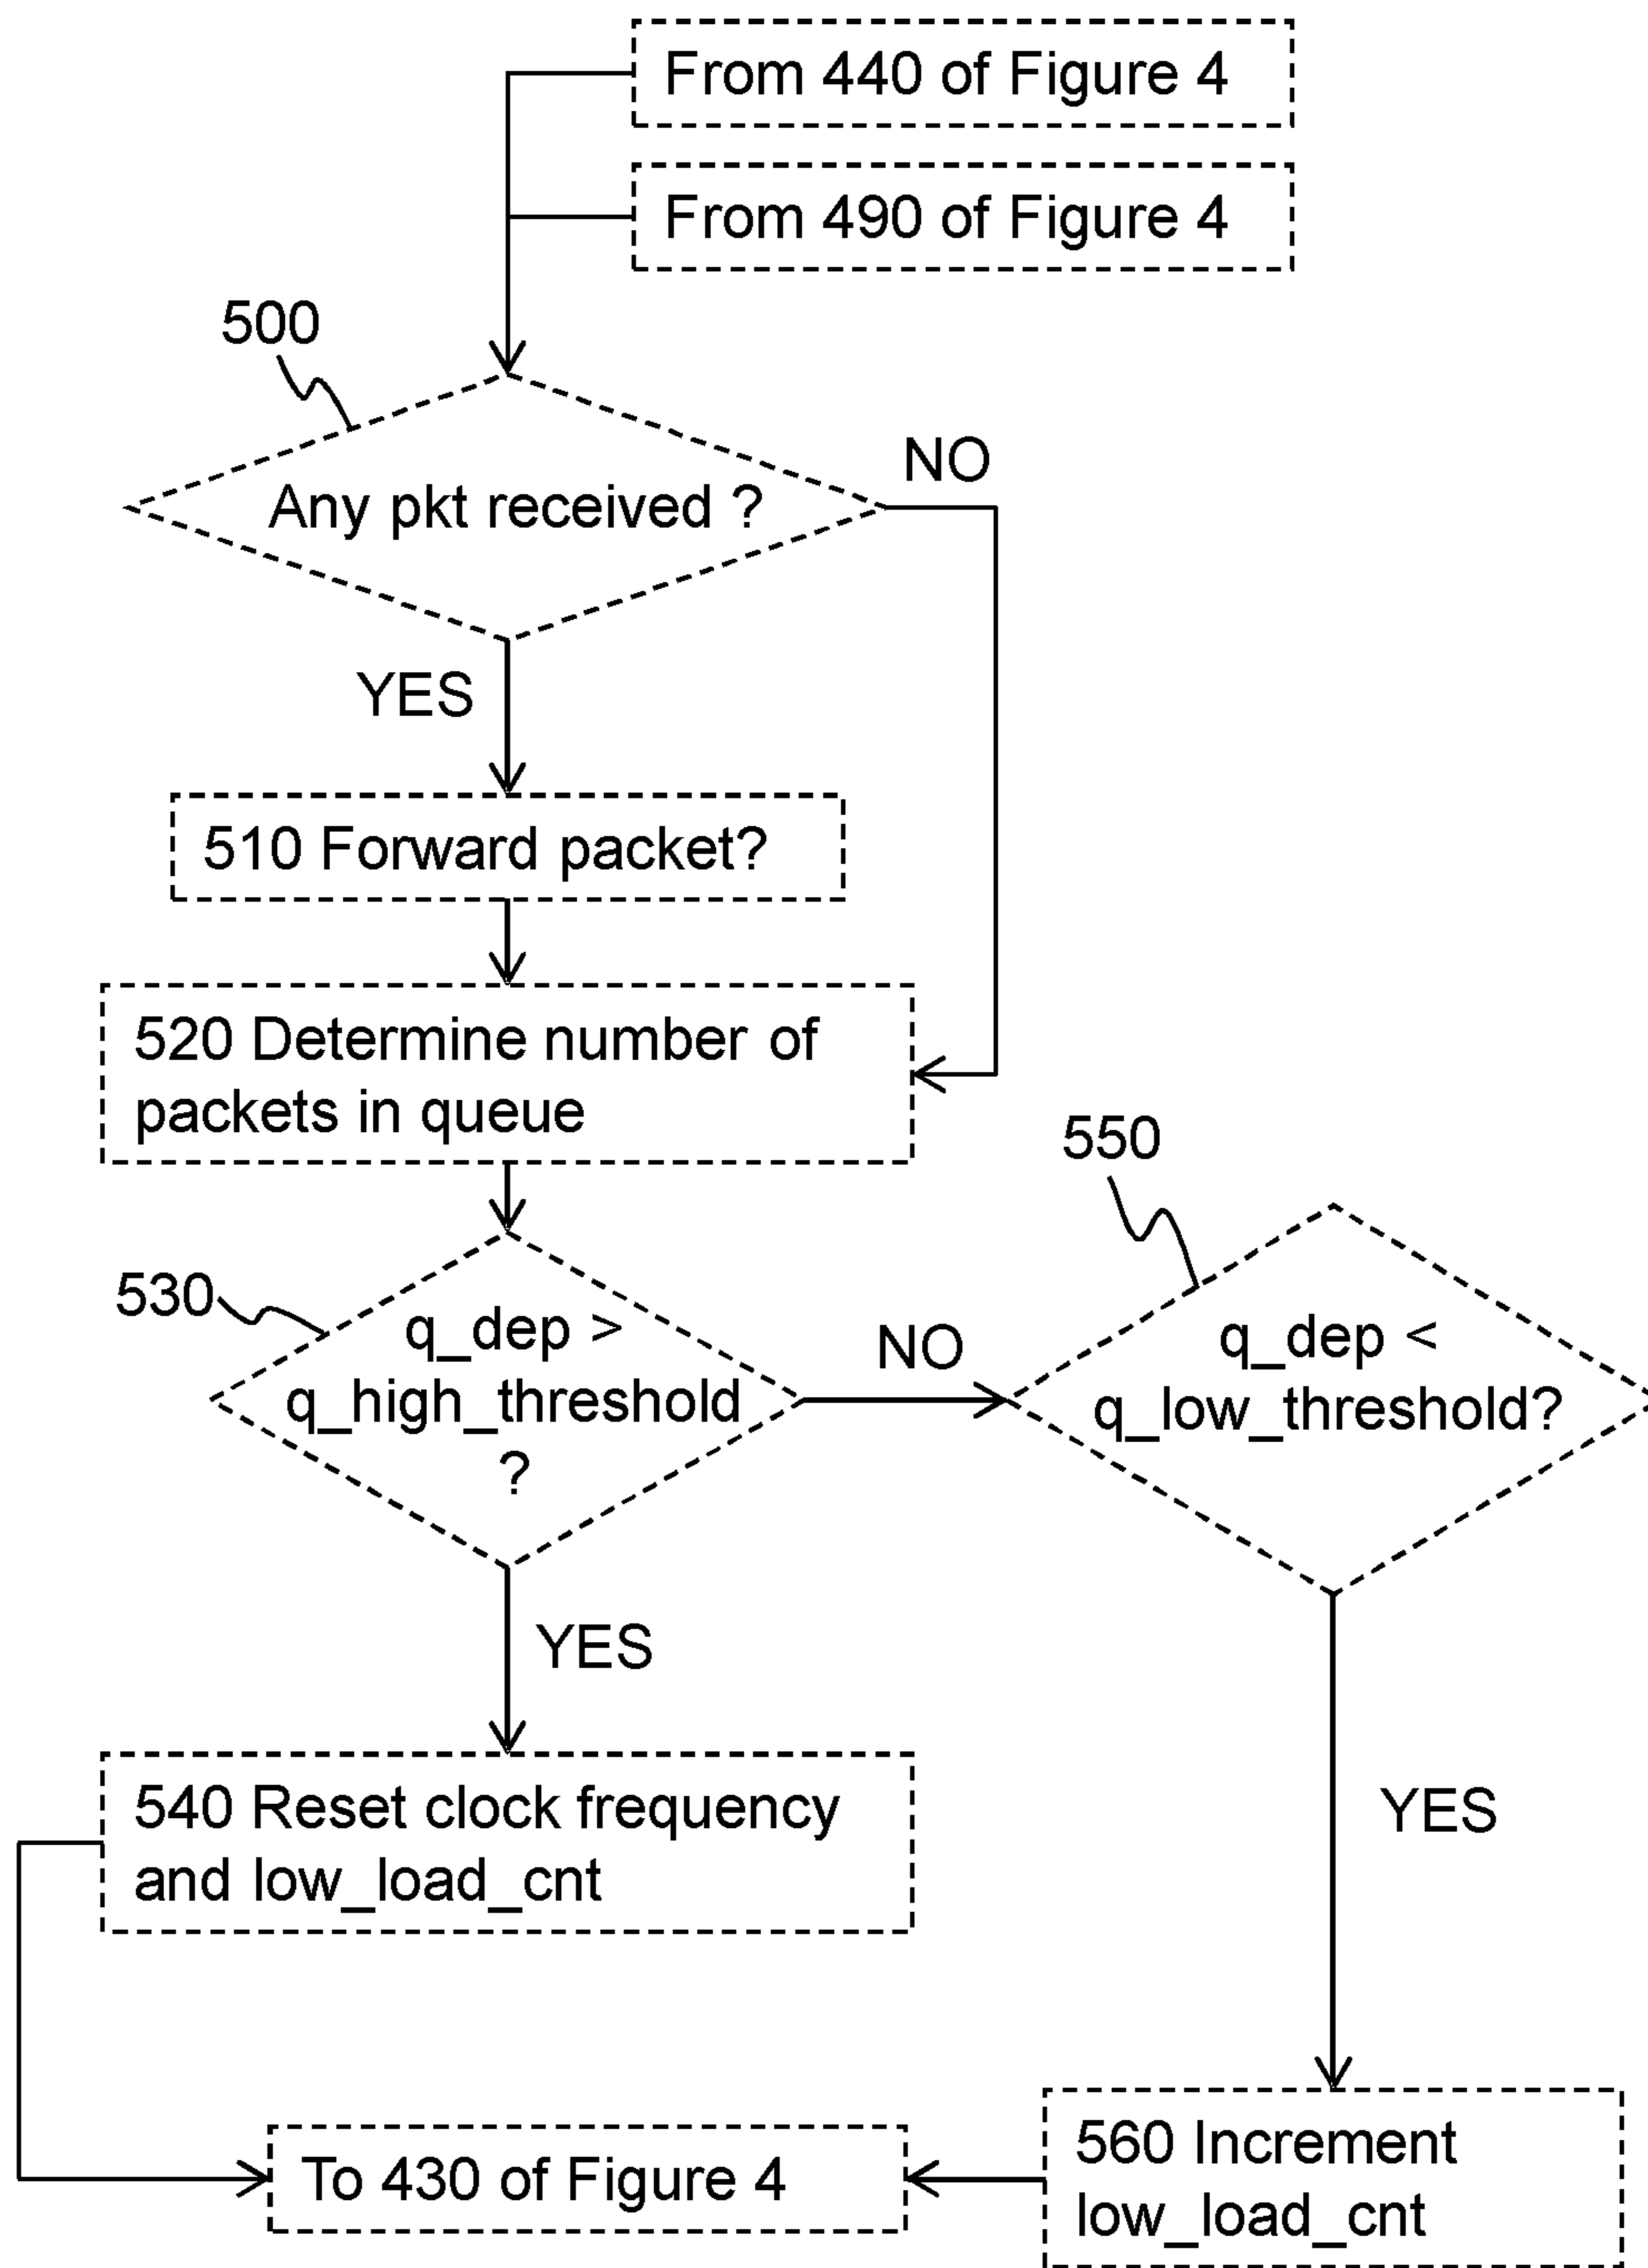 From 440 of Figure 4
From 490 of Figure 4
500
Any pkt received ?
NO
YES
510 Forward packet?
520 Determine number of
packets in queue
550
530
q_dep >
q_high_threshold
?
NO
q_dep <
q_low_threshold?
YES
YES
540 Reset clock frequency
and low_load_cnt
To 430 of Figure 4
560 Increment
low_load_cnt